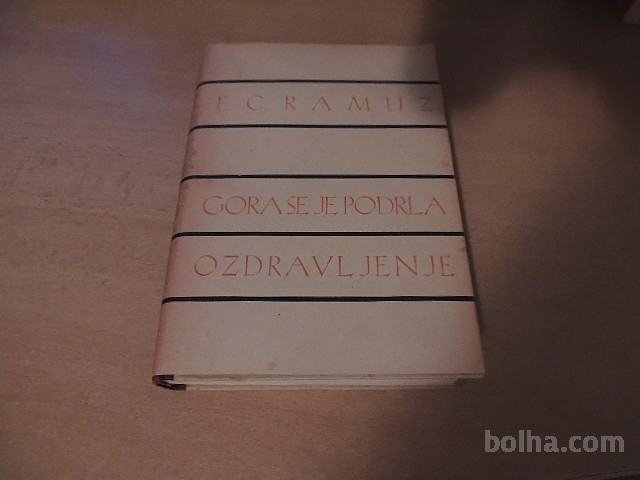 F. C. RAMUZ
GORA SE JE PODRLA
OZDRAVLJENJE
bolha.com